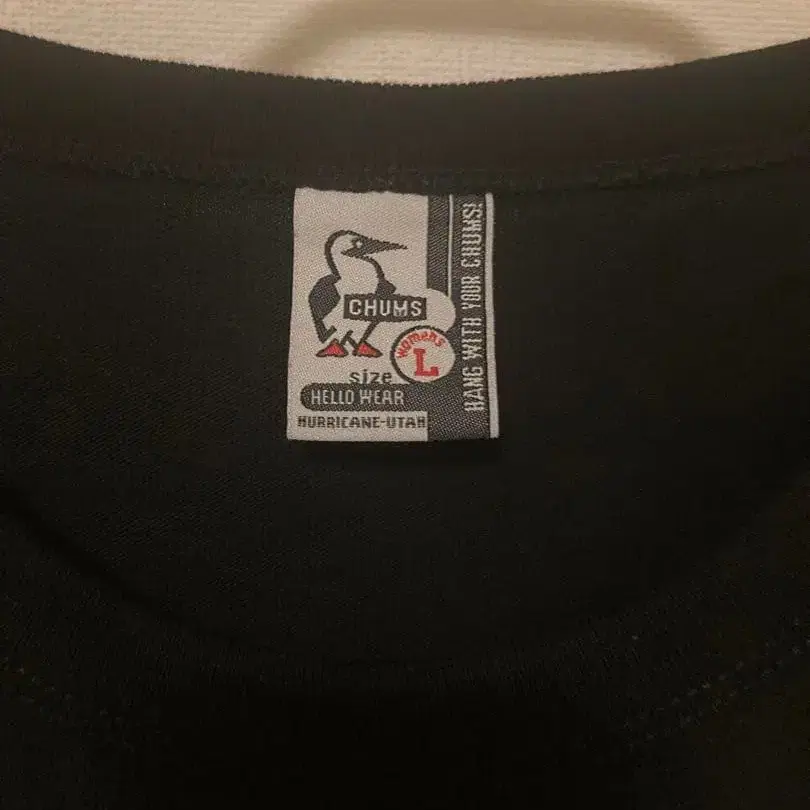 CHUMS
womens
L
size
HELLO WEAR
HURRICANE-UTAH
HANG WITH YOUR CHUMS!